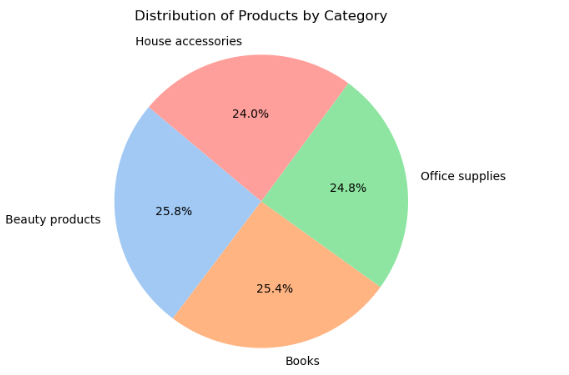 Distribution of Products by Category
House accessories
24.0%
Office supplies
24.8%
Beauty products
25.8%
25.4%
Books